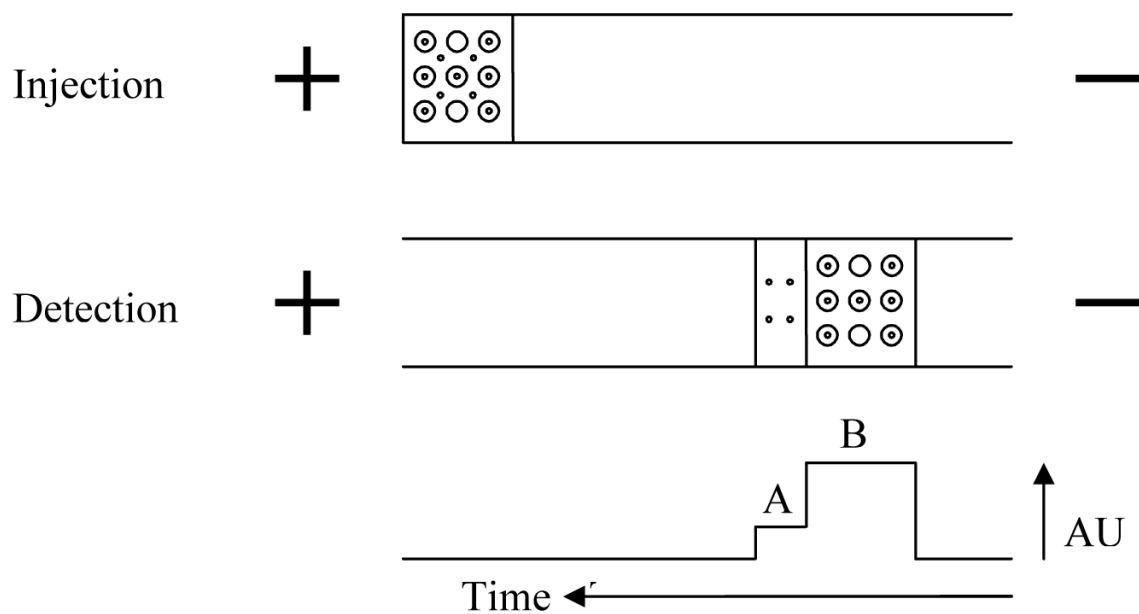 Injection + −
Detection + −
B
A
AU
Time